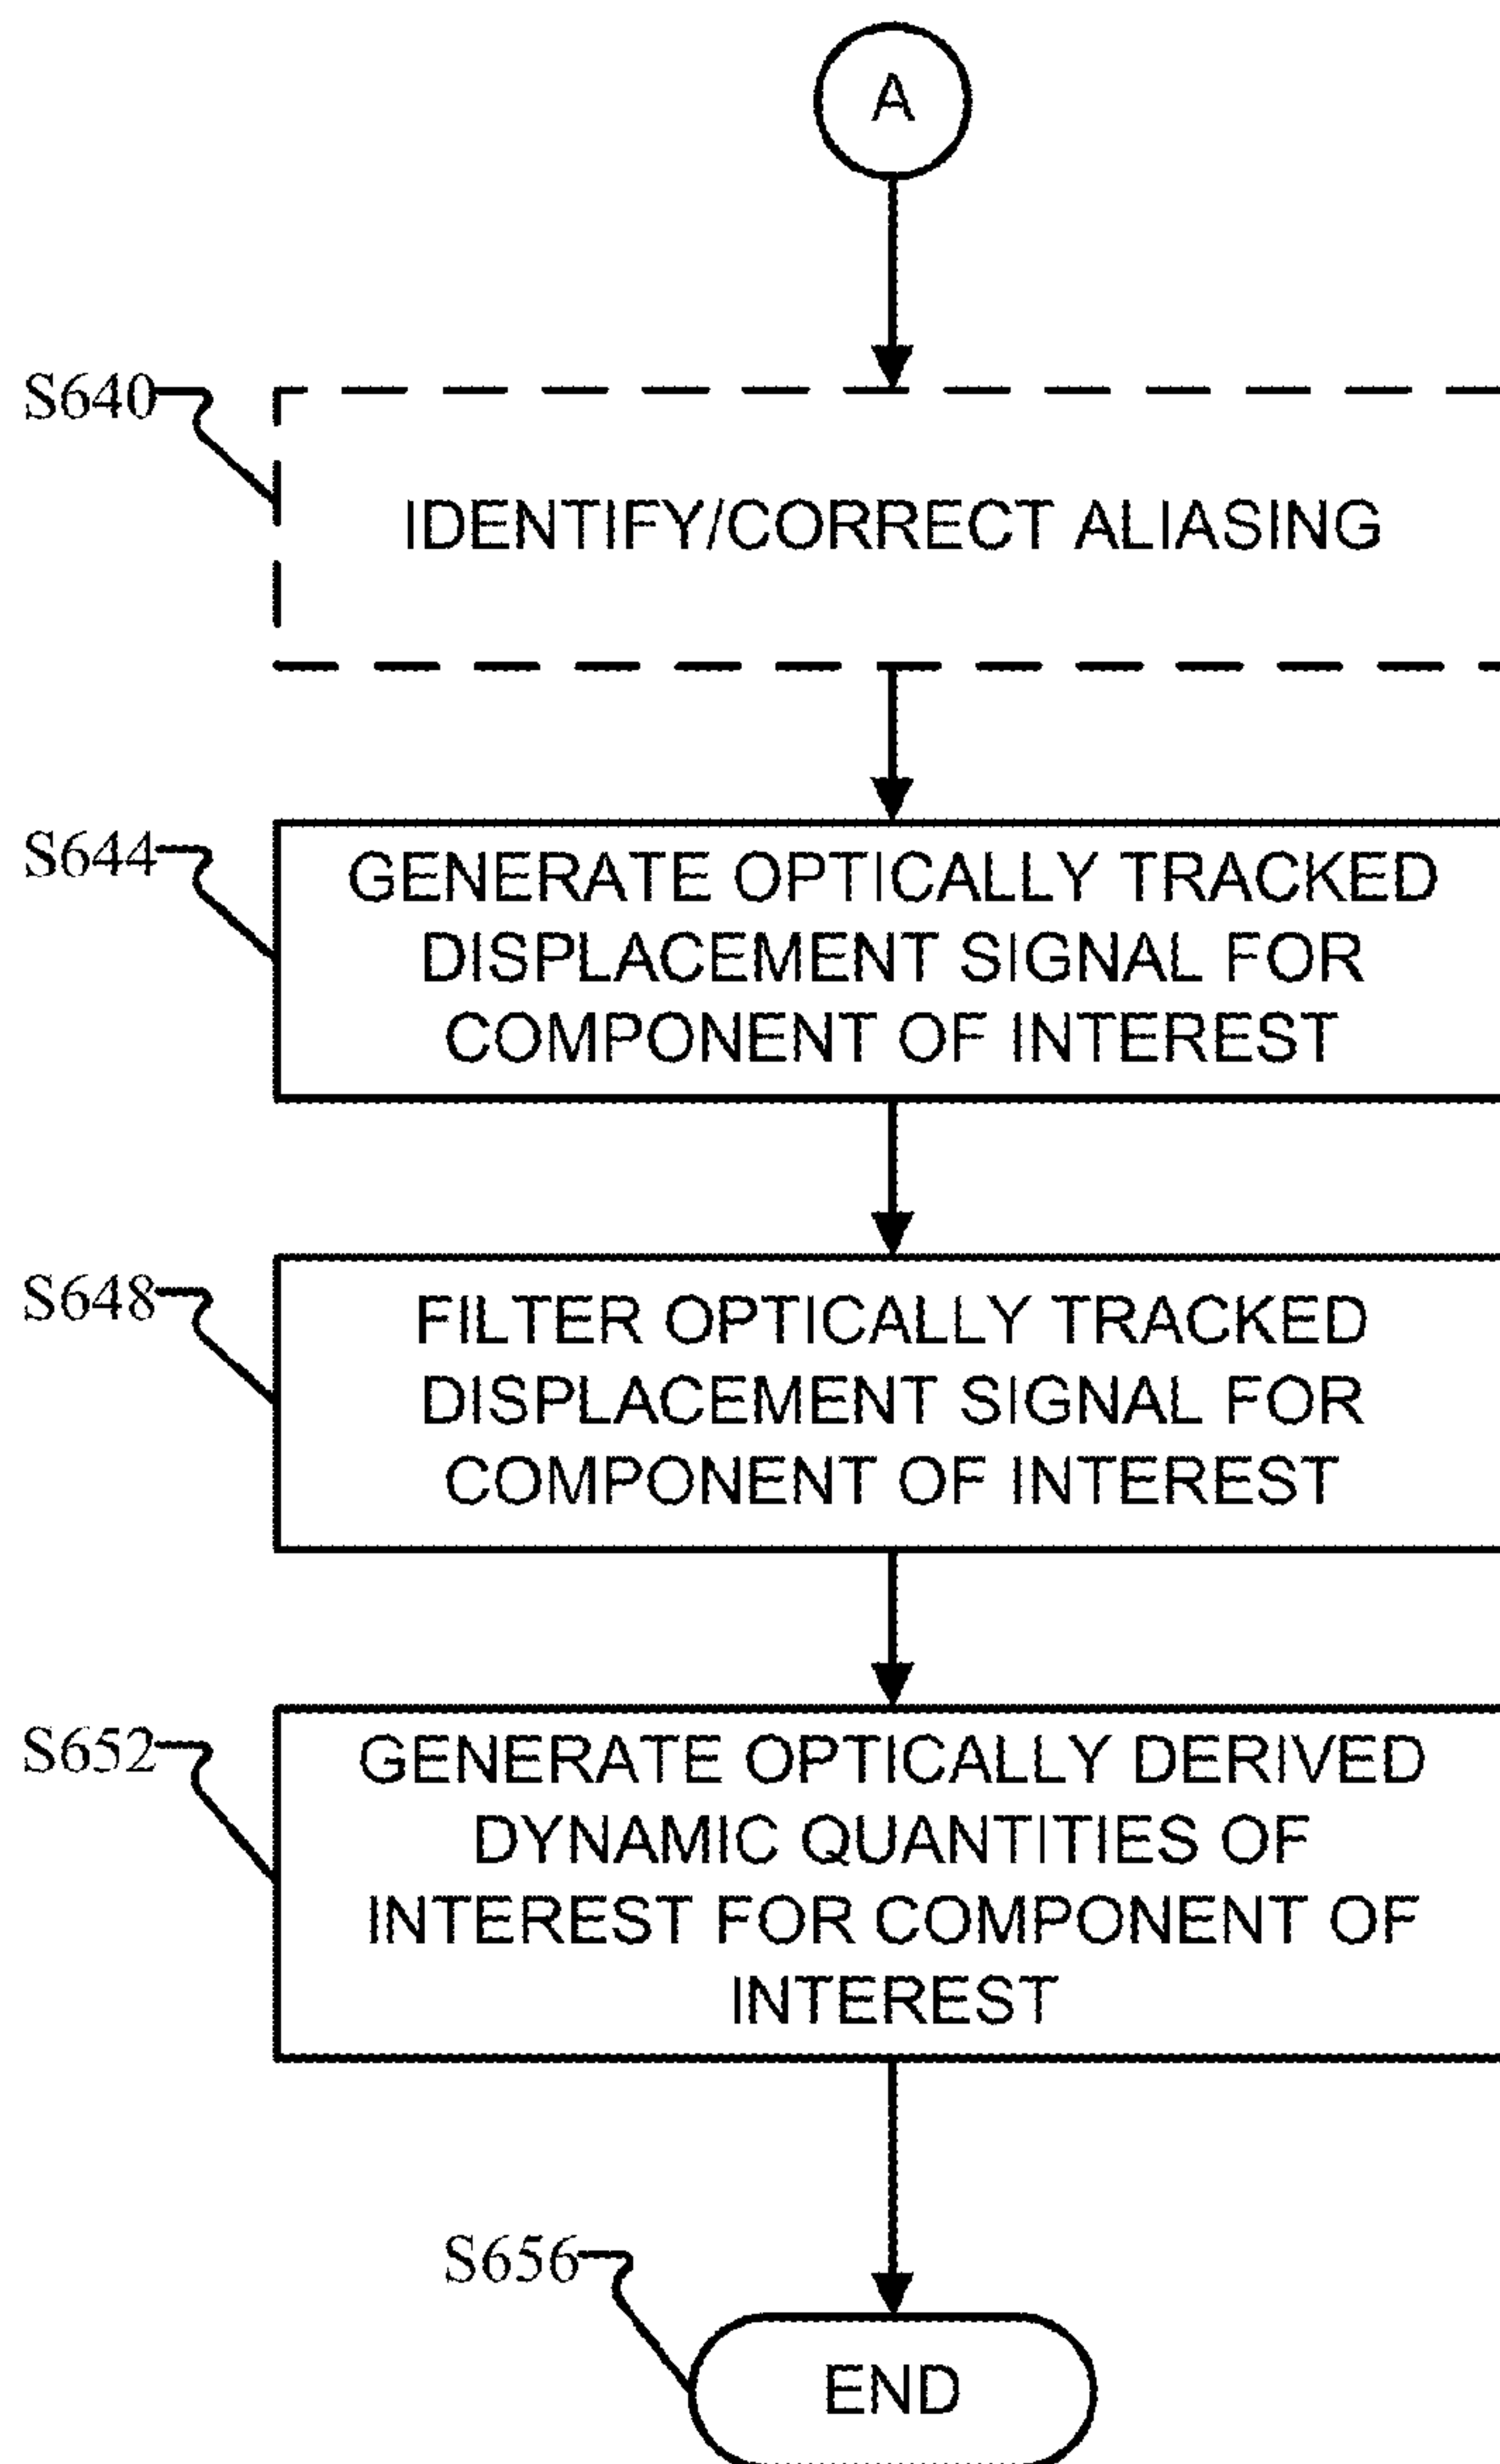 A
S640
IDENTIFY/CORRECT ALIASING
S644
GENERATE OPTICALLY TRACKED
DISPLACEMENT SIGNAL FOR
COMPONENT OF INTEREST
S648
FILTER OPTICALLY TRACKED
DISPLACEMENT SIGNAL FOR
COMPONENT OF INTEREST
S652
GENERATE OPTICALLY DERIVED
DYNAMIC QUANTITIES OF
INTEREST FOR COMPONENT OF
INTEREST
S656
END